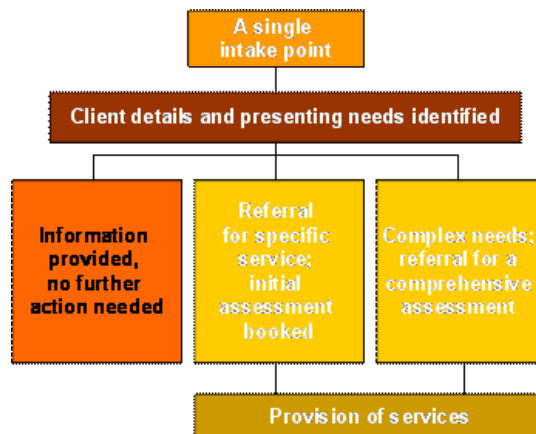 A single
intake point
Client details and presenting needs identified
Information
provided,
no further
action needed
Referral
for specific
service;
initial
assessment
booked
Complex needs;
referral for a
comprehensive
assessment
Provision of services